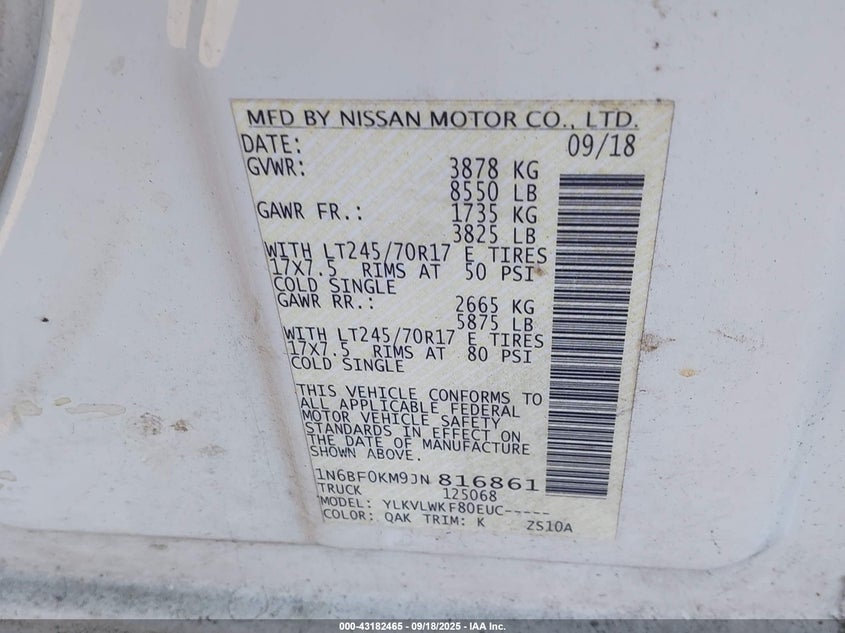 MFD BY NISSAN MOTOR CO., LTD.
DATE: 09/18
GVWR: 3878 KG
8550 LB
GAWR FR.: 1735 KG
3825 LB
WITH LT245/70R17 E TIRES
17X7.5 RIMS AT 50 PSI
COLD SINGLE
GAWR RR.: 2665 KG
5875 LB
WITH LT245/70R17 E TIRES
17X7.5 RIMS AT 80 PSI
COLD SINGLE
THIS VEHICLE CONFORMS TO
ALL APPLICABLE FEDERAL
MOTOR VEHICLE SAFETY
STANDARDS IN EFFECT ON
THE DATE OF MANUFACTURE
SHOWN ABOVE.
1N6BF0KM9JN 816861
TRUCK 125068
MODEL: YLKVLWKF80EUC-----
COLOR: QAK TRIM: K ZS10A
000-43182465 - 09/18/2025 - IAA Inc.